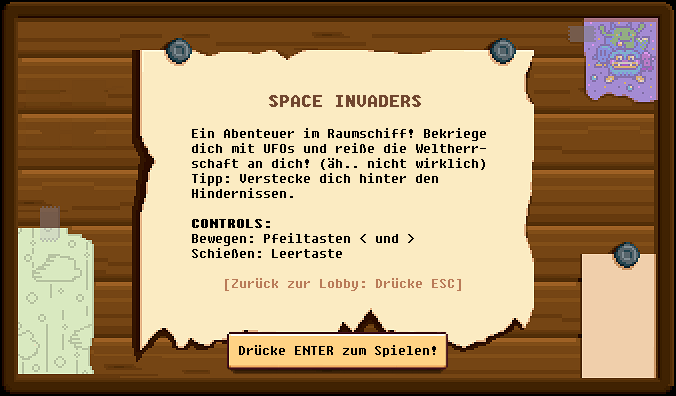 SPACE INVADERS
Ein Abenteuer im Raumschiff! Bekriege
dich mit UFOs und reiße die Weltherr-
schaft an dich! (äh.. nicht wirklich)
Tipp: Verstecke dich hinter den
Hindernissen.
CONTROLS:
Bewegen: Pfeiltasten < und >
Schießen: Leertaste
[Zurück zur Lobby: Drücke ESC]
Drücke ENTER zum Spielen!